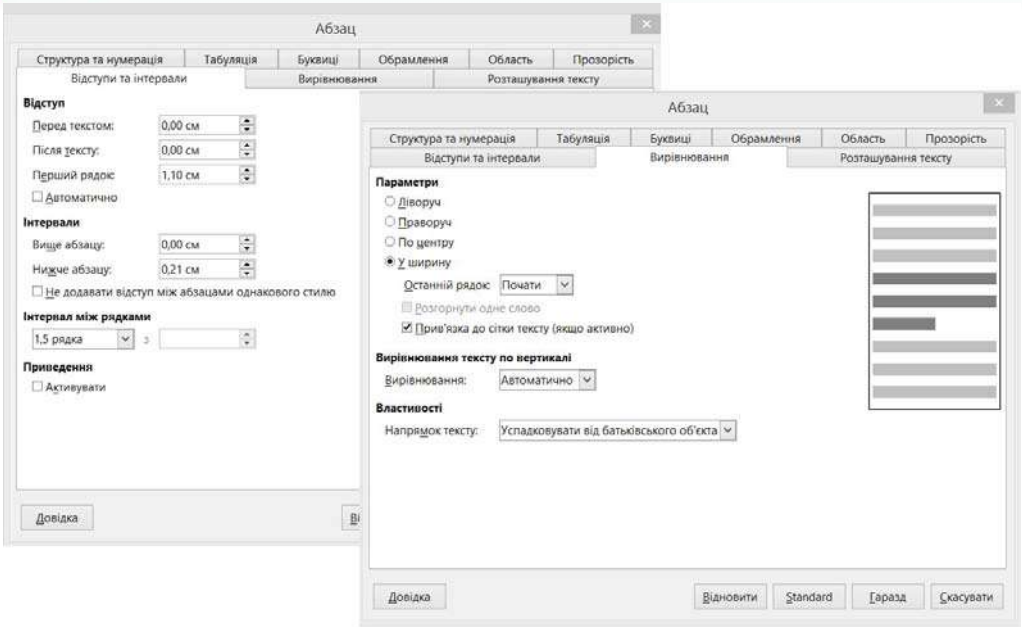 Абзац
Структура та нумерація Табуляція Буквиці Обрамлення Область Прозорість
Відступи та інтервали Вирівнювання Розташування тексту
Відступ
Перед текстом: 0,00 см
Після тексту: 0,00 см
Перший рядок: 1,10 см
Автоматично
Інтервали
Вище абзацу: 0,00 см
Нижче абзацу: 0,21 см
Не додавати відступ між абзацами однакового стилю
Інтервал між рядками
1,5 рядка з
Приведення
Активувати
Довідка Ві
Абзац
Структура та нумерація Табуляція Буквиці Обрамлення Область Прозорість
Відступи та інтервали Вирівнювання Розташування тексту
Параметри
Ліворуч
Праворуч
По центру
У ширину
Останній рядок: Почати
Розгорнути одне слово
Прив'язка до сітки тексту (якщо активно)
Вирівнювання тексту по вертикалі
Вирівнювання: Автоматично
Властивості
Напрямок тексту: Успадковувати від батьківського об'єкта
Довідка Відновити Standard Гаразд Скасувати